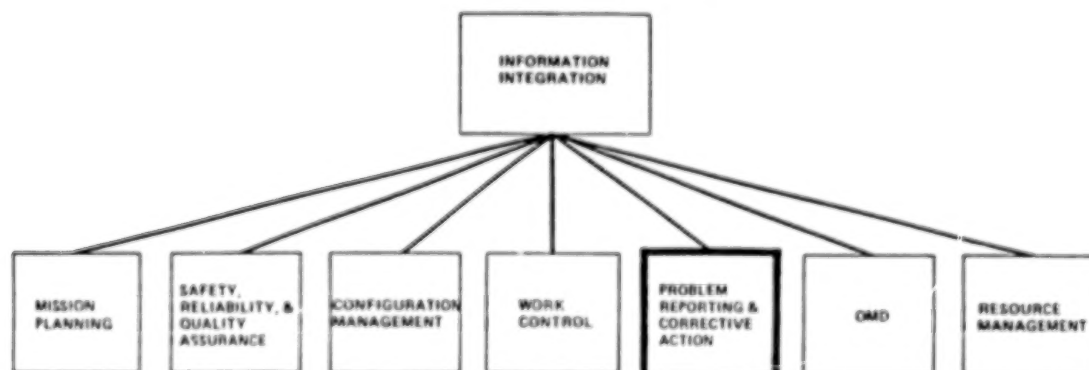 INFORMATION
INTEGRATION
MISSION
PLANNING
SAFETY,
RELIABILITY, &
QUALITY
ASSURANCE
CONFIGURATION
MANAGEMENT
WORK
CONTROL
PROBLEM
REPORTING &
CORRECTIVE
ACTION
OMD
RESOURCE
MANAGEMENT